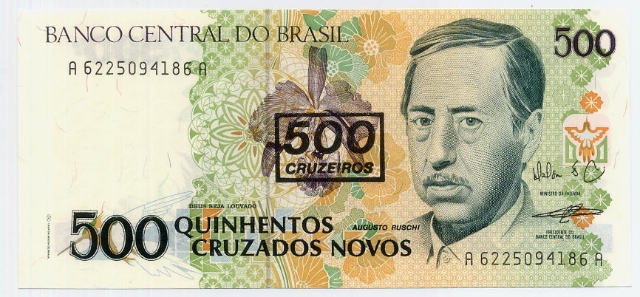 BANCO CENTRAL DO BRASIL
500
A 6225094186 A
500
CRUZEIROS
DEUS SEJA LOUVADO
500 QUINHENTOS
CRUZADOS NOVOS
AUGUSTO RUSCHI
MINISTRO DA FAZENDA
PRESIDENTE DO
BANCO CENTRAL DO BRASIL
A 6225094186 A